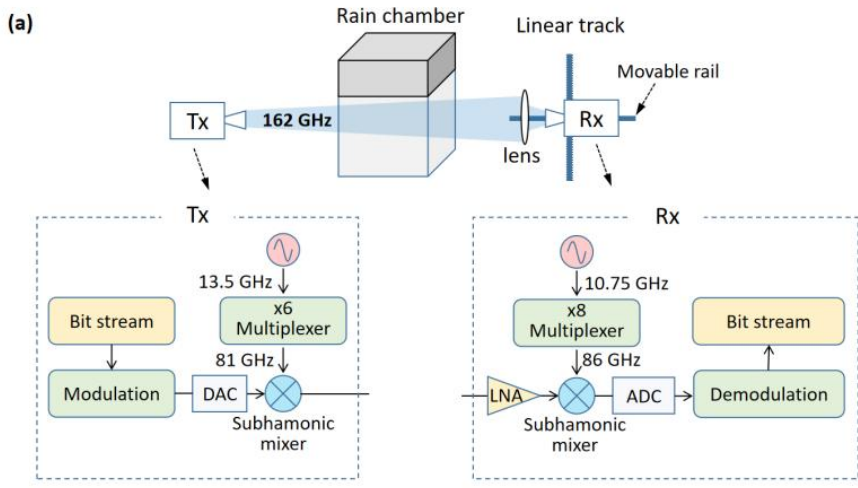 (a)
Rain chamber
Linear track
Movable rail
Tx
162 GHz
lens
Rx
Tx
13.5 GHz
x6
Multiplexer
81 GHz
Bit stream
Modulation
DAC
Subhamonic
mixer
Rx
10.75 GHz
x8
Multiplexer
86 GHz
LNA
Subhamonic
mixer
ADC
Bit stream
Demodulation